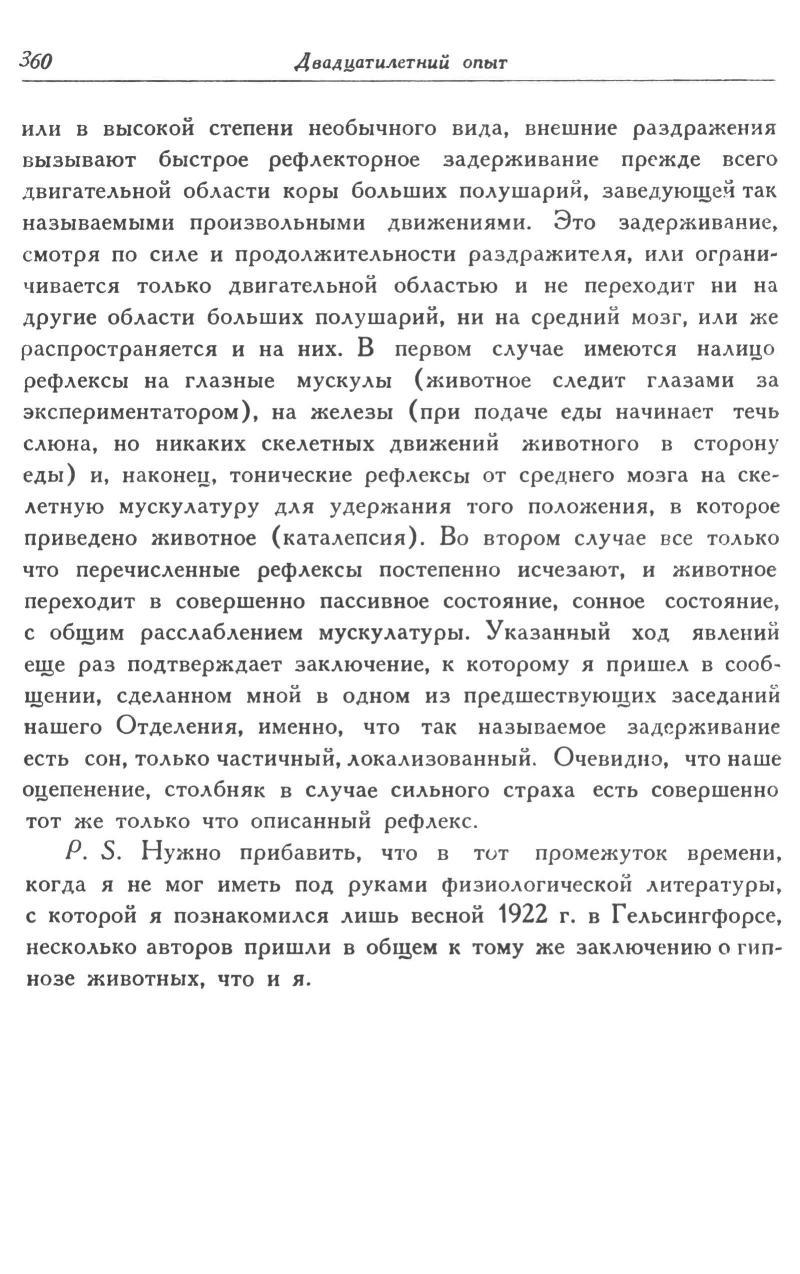 360 Двадцатилетний опыт
или в высокой степени необычного вида, внешние раздражения
вызывают быстрое рефлекторное задерживание прежде всего
двигательной области коры больших полушарий, заведующей так
называемыми произвольными движениями. Это задерживание,
смотря по силе и продолжительности раздражителя, или ограни-
чивается только двигательной областью и не переходит ни на
другие области больших полушарий, ни на средний мозг, или же
распространяется и на них. В первом случае имеются налицо
рефлексы на глазные мускулы (животное следит глазами за
экспериментатором), на железы (при подаче еды начинает течь
слюна, но никаких скелетных движений животного в сторону
еды) и, наконец, тонические рефлексы от среднего мозга на ске-
летную мускулатуру для удержания того положения, в которое
приведено животное (каталепсия). Во втором случае все только
что перечисленные рефлексы постепенно исчезают, и животное
переходит в совершенно пассивное состояние, сонное состояние,
с общим расслаблением мускулатуры. Указанный ход явлений
еще раз подтверждает заключение, к которому я пришел в сооб-
щении, сделанном мной в одном из предшествующих заседаний
нашего Отделения, именно, что так называемое задерживание
есть сон, только частичный, локализованный. Очевидно, что наше
оцепенение, столбняк в случае сильного страха есть совершенно
тот же только что описанный рефлекс.
P. S. Нужно прибавить, что в тот промежуток времени,
когда я не мог иметь под руками физиологической литературы,
с которой я познакомился лишь весной 1922 г. в Гельсингфорсе,
несколько авторов пришли в общем к тому же заключению о гип-
нозе животных, что и я.